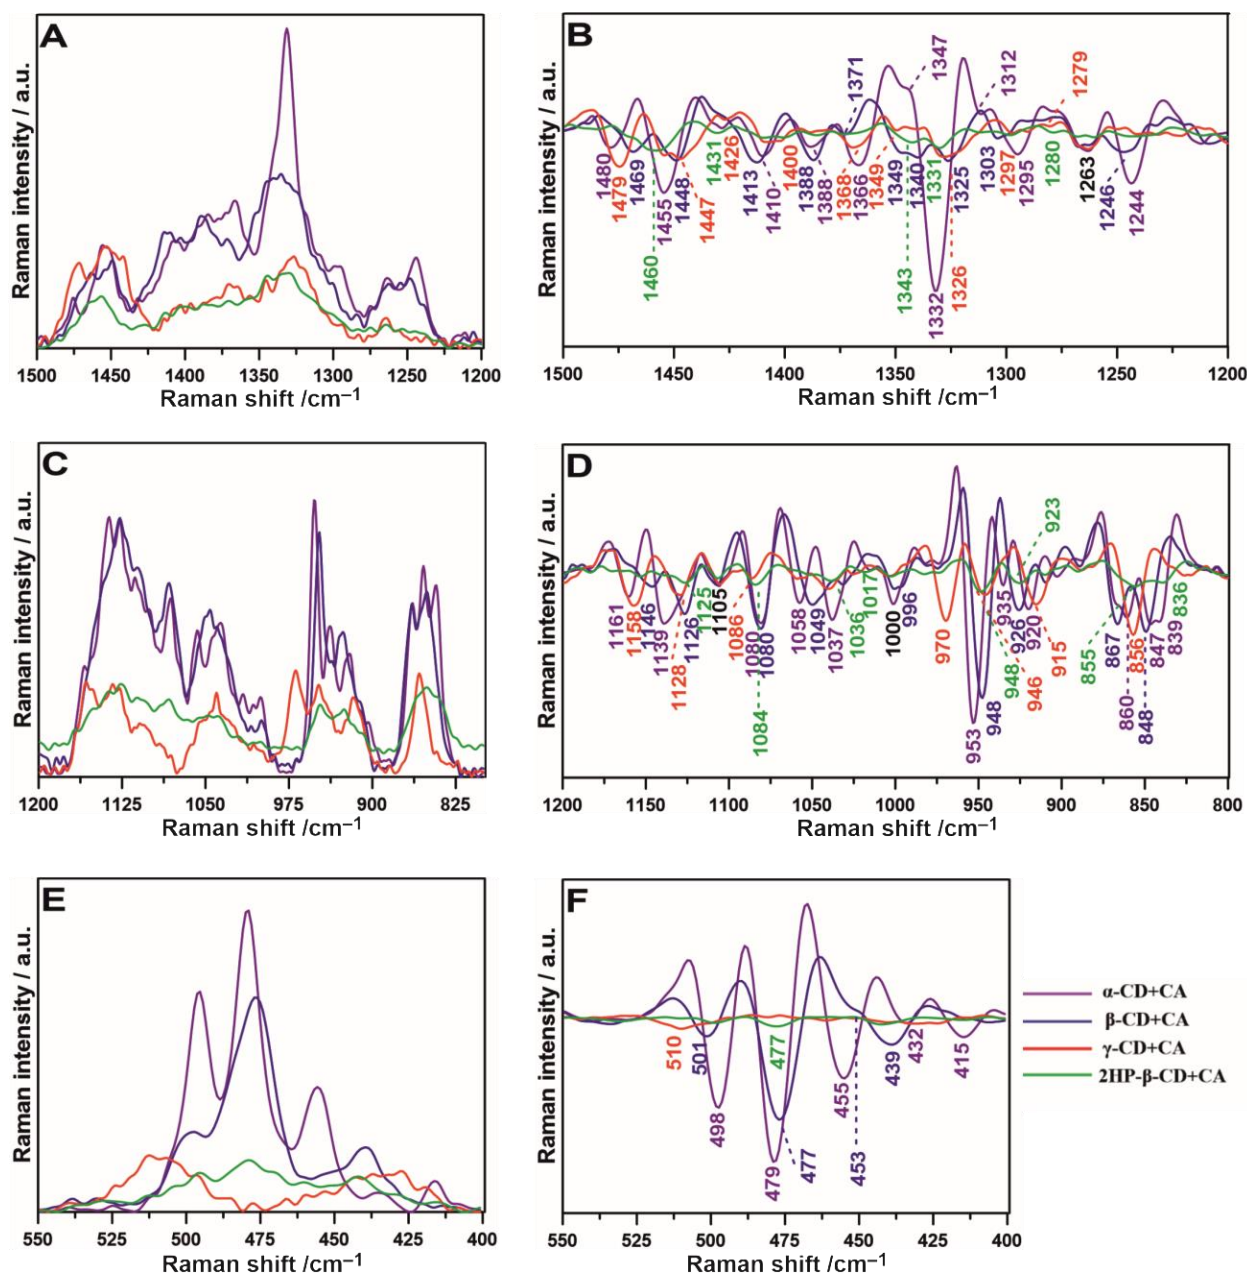 A
Raman intensity / a.u.
1500 1450 1400 1350 1300 1250 1200
Raman shift /cm⁻¹
B
Raman intensity / a.u.
1371
1347
1312
1279
1480
1479
1469
1460
1455
1448
1447
1431
1426
1413
1410
1400
1388
1388
1368
1366
1349
1349
1343
1340
1331
1332
1326
1325
1303
1297
1295
1280
1263
1246
1244
1500 1450 1400 1350 1300 1250 1200
Raman shift /cm⁻¹
C
Raman intensity / a.u.
1200 1125 1050 975 900 825
Raman shift /cm⁻¹
D
Raman intensity / a.u.
923
1161
1158
1146
1139
1128
1126
1125
1105
1086
1080
1084
1080
1058
1049
1037
1036
1017
1000
996
970
953
948
948
946
935
926
920
915
855
867
860
856
848
847
839
836
1200 1150 1100 1050 1000 950 900 850 800
Raman shift /cm⁻¹
E
Raman intensity / a.u.
550 525 500 475 450 425 400
Raman shift /cm⁻¹
F
Raman intensity / a.u.
510
501
498
479
477
477
455
453
439
432
415
550 525 500 475 450 425 400
Raman shift /cm⁻¹
α-CD+CA
β-CD+CA
γ-CD+CA
2HP-β-CD+CA